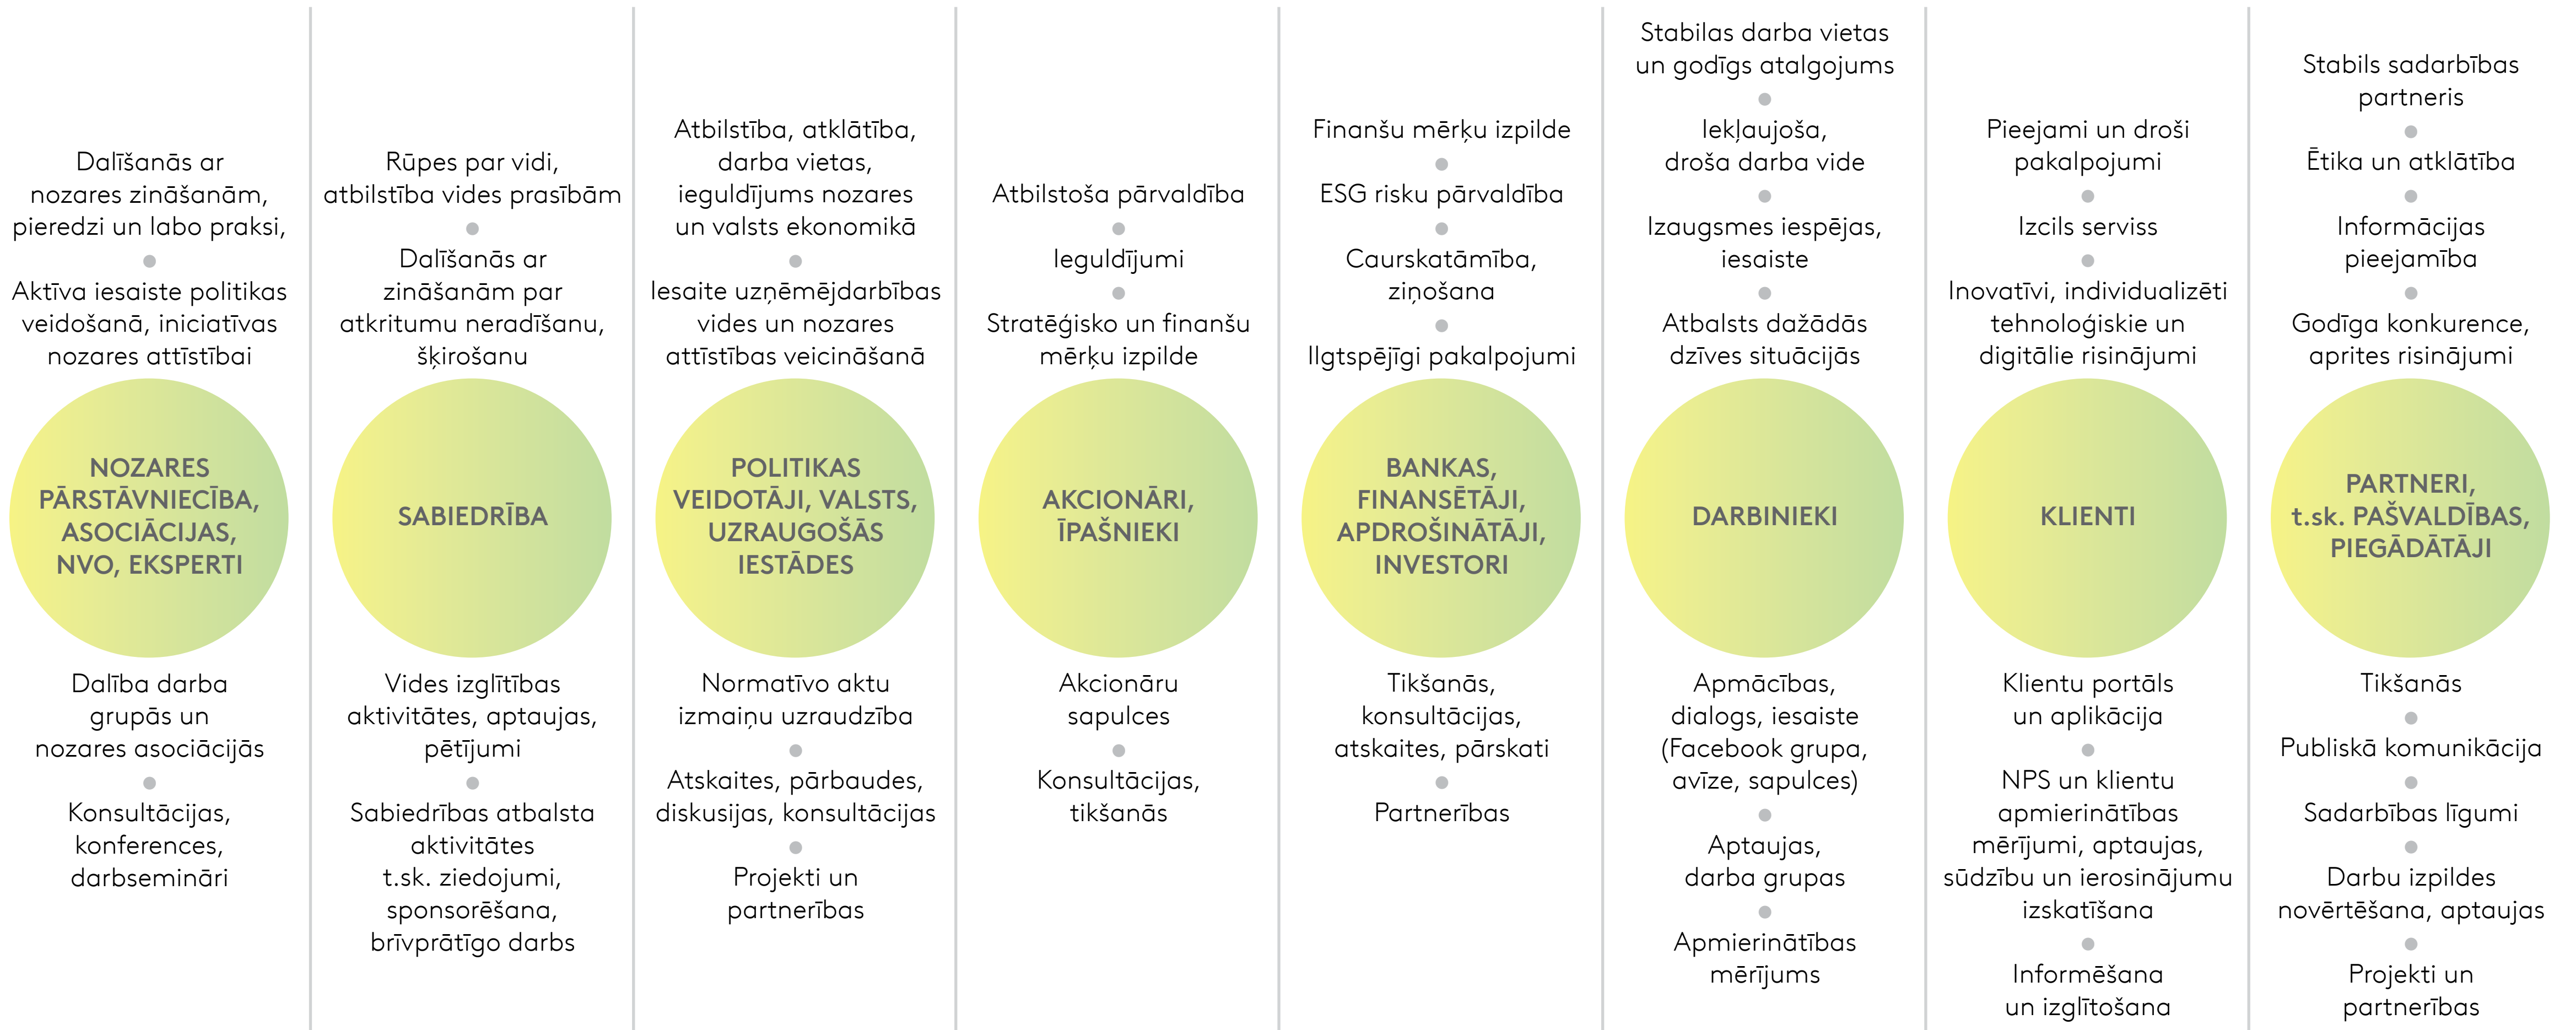 Dalīšanās ar
nozares zināšanām,
pieredzi un labo praksi,
Aktīva iesaiste politikas
veidošanā, iniciatīvas
nozares attīstībai
NOZARES
PĀRSTĀVNIECĪBA,
ASOCIĀCIJAS,
NVO, EKSPERTI
Dalība darba
grupās un
nozares asociācijās
Konsultācijas,
konferences,
darbsemināri
Rūpes par vidi,
atbilstība vides prasībām
Dalīšanās ar
zināšanām par
atkritumu neradīšanu,
šķirošanu
SABIEDRĪBA
Vides izglītības
aktivitātes, aptaujas,
pētījumi
Sabiedrības atbalsta
aktivitātes
t.sk. ziedojumi,
sponsorēšana,
brīvprātīgo darbs
Atbilstība, atklātība,
darba vietas,
ieguldījums nozares
un valsts ekonomikā
Iesaite uzņēmējdarbības
vides un nozares
attīstības veicināšanā
POLITIKAS
VEIDOTĀJI, VALSTS,
UZRAUGOŠĀS
IESTĀDES
Normatīvo aktu
izmaiņu uzraudzība
Atskaites, pārbaudes,
diskusijas, konsultācijas
Projekti un
partnerības
Atbilstoša pārvaldība
Ieguldījumi
Stratēģisko un finanšu
mērķu izpilde
AKCIONĀRI,
ĪPAŠNIEKI
Akcionāru
sapulces
Konsultācijas,
tikšanās
Finanšu mērķu izpilde
ESG risku pārvaldība
Caurskatāmība,
ziņošana
Ilgtspējīgi pakalpojumi
BANKAS,
FINANSĒTĀJI,
APDROŠINĀTĀJI,
INVESTORI
Tikšanās,
konsultācijas,
atskaites, pārskati
Partnerības
Stabilas darba vietas
un godīgs atalgojums
Iekļaujoša,
droša darba vide
Izaugsmes iespējas,
iesaiste
Atbalsts dažādās
dzīves situācijās
DARBINIEKI
Apmācības,
dialogs, iesaiste
(Facebook grupa,
avīze, sapulces)
Aptaujas,
darba grupas
Apmierinātības
mērījums
Pieejami un droši
pakalpojumi
Izcils serviss
Inovatīvi, individualizēti
tehnoloģiskie un
digitālie risinājumi
KLIENTI
Klientu portāls
un aplikācija
NPS un klientu
apmierinātības
mērījumi, aptaujas,
sūdzību un ierosinājumu
izskatīšana
Informēšana
un izglītošana
Stabils sadarbības
partneris
Ētika un atklātība
Informācijas
pieejamība
Godīga konkurence,
aprites risinājumi
PARTNERI,
t.sk. PAŠVALDĪBAS,
PIEGĀDĀTĀJI
Tikšanās
Publiskā komunikācija
Sadarbības līgumi
Darbu izpildes
novērtēšana, aptaujas
Projekti un
partnerības